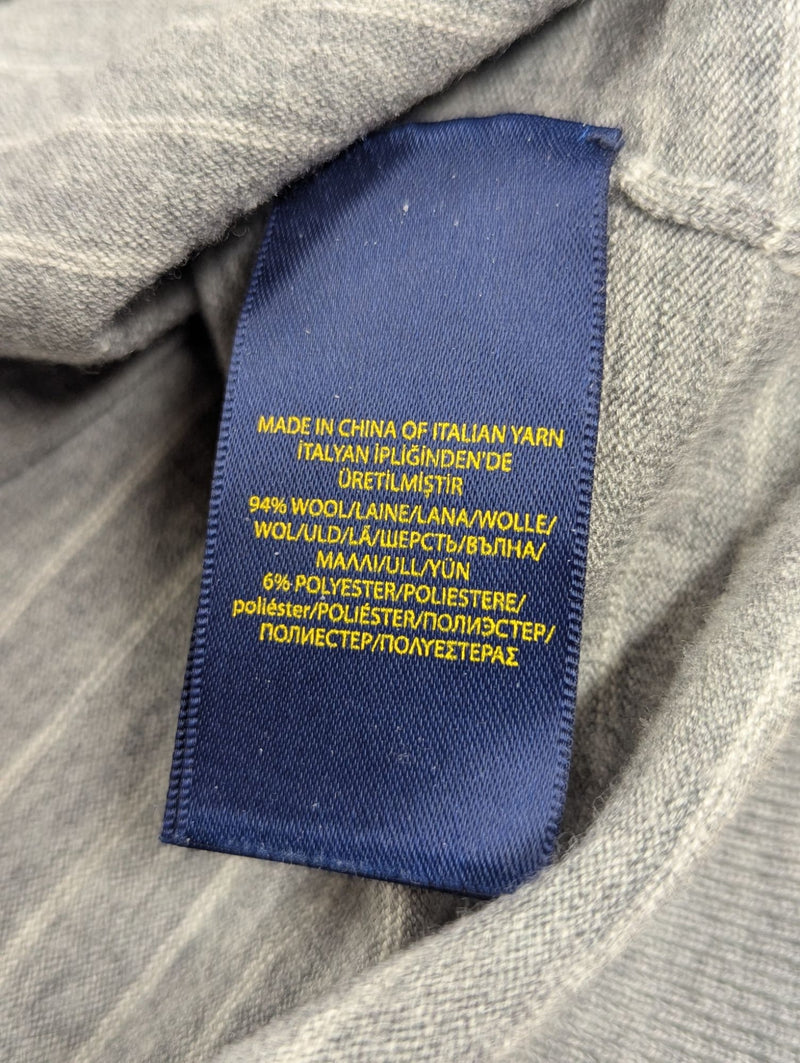 MADE IN CHINA OF ITALIAN YARN
İTALYAN İPLİĞİNDEN'DE
ÜRETİLMİŞTİR
94% WOOL/LAINE/LANA/WOLLE/
WOL/ULD/LÃ/ШЕРСТЬ/ВЪЛНА/
ΜΑΛΛΙ/ULL/YÜN
6% POLYESTER/POLIESTERE/
poliéster/POLIÉSTER/ПОЛИЭСТЕР/
ПОЛИЕСТЕР/ΠΟΛΥΕΣΤΕΡΑΣ